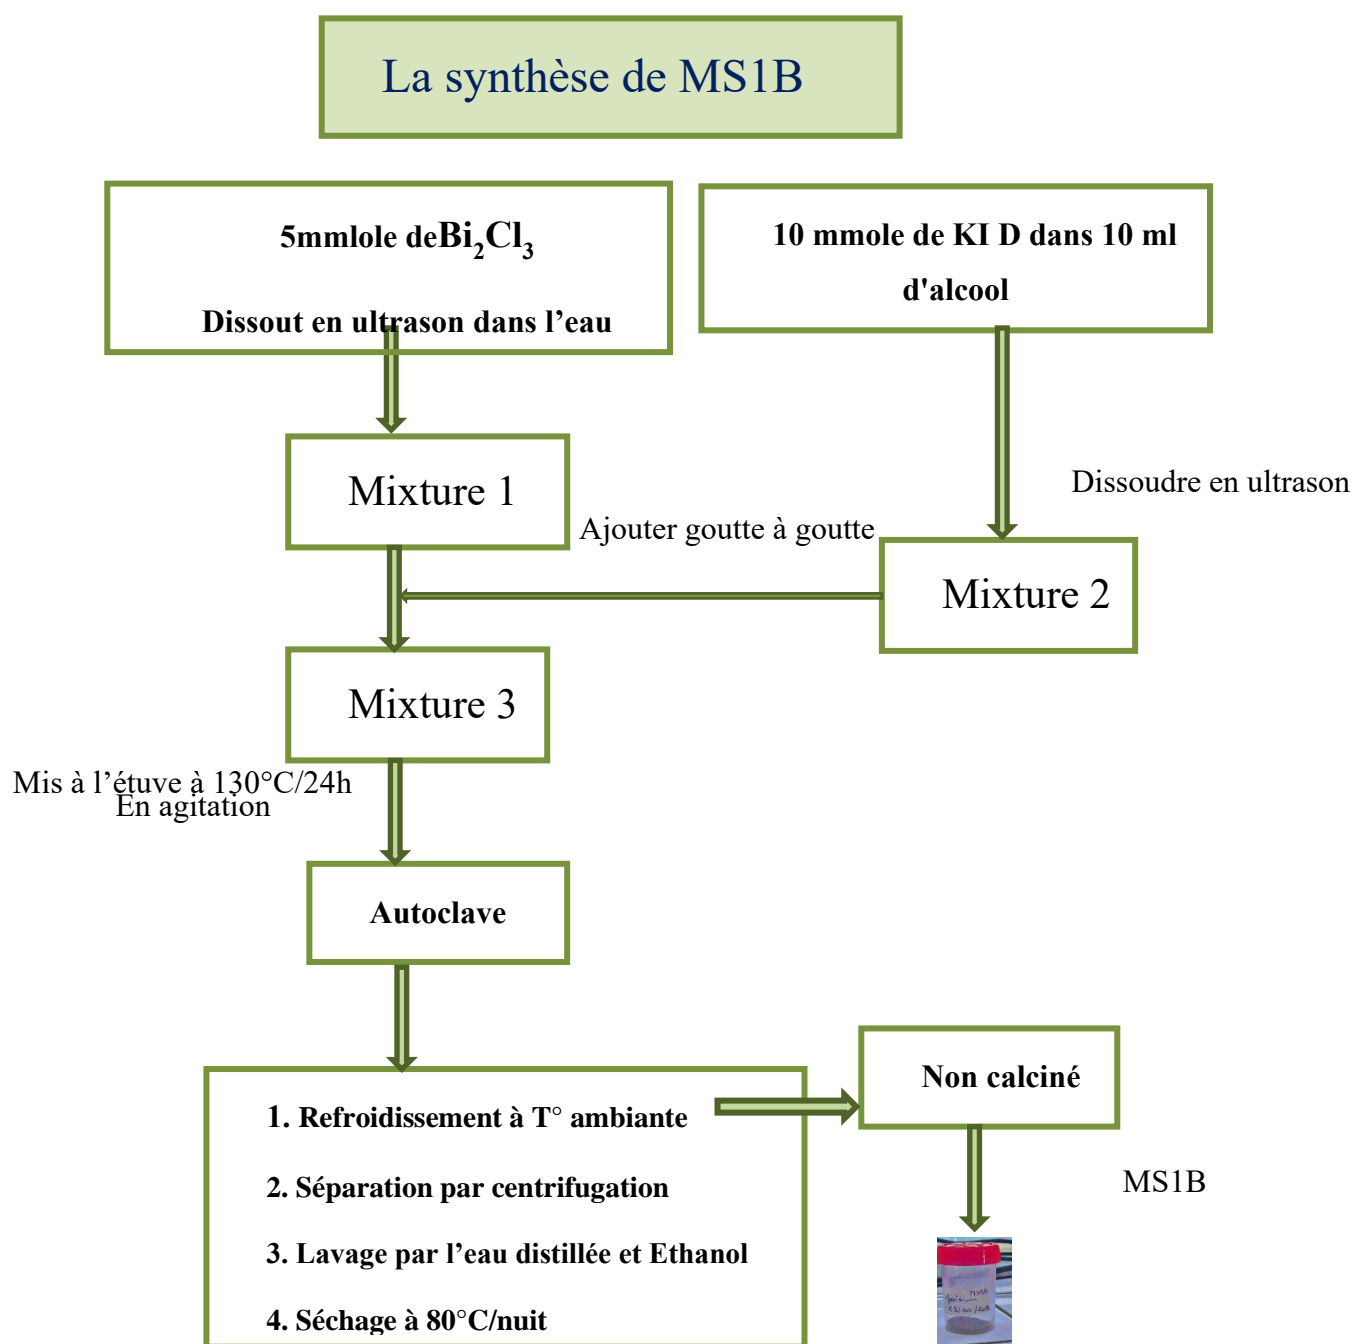 La synthèse de MS1B
5mmlole deBi₂Cl₃
Dissout en ultrason dans l’eau
10 mmole de KI D dans 10 ml
d'alcool
Mixture 1
Dissoudre en ultrason
Ajouter goutte à goutte
Mixture 2
Mixture 3
Mis à l’étuve à 130°C/24h
En agitation
Autoclave
1. Refroidissement à T° ambiante
2. Séparation par centrifugation
3. Lavage par l’eau distillée et Ethanol
4. Séchage à 80°C/nuit
Non calciné
MS1B